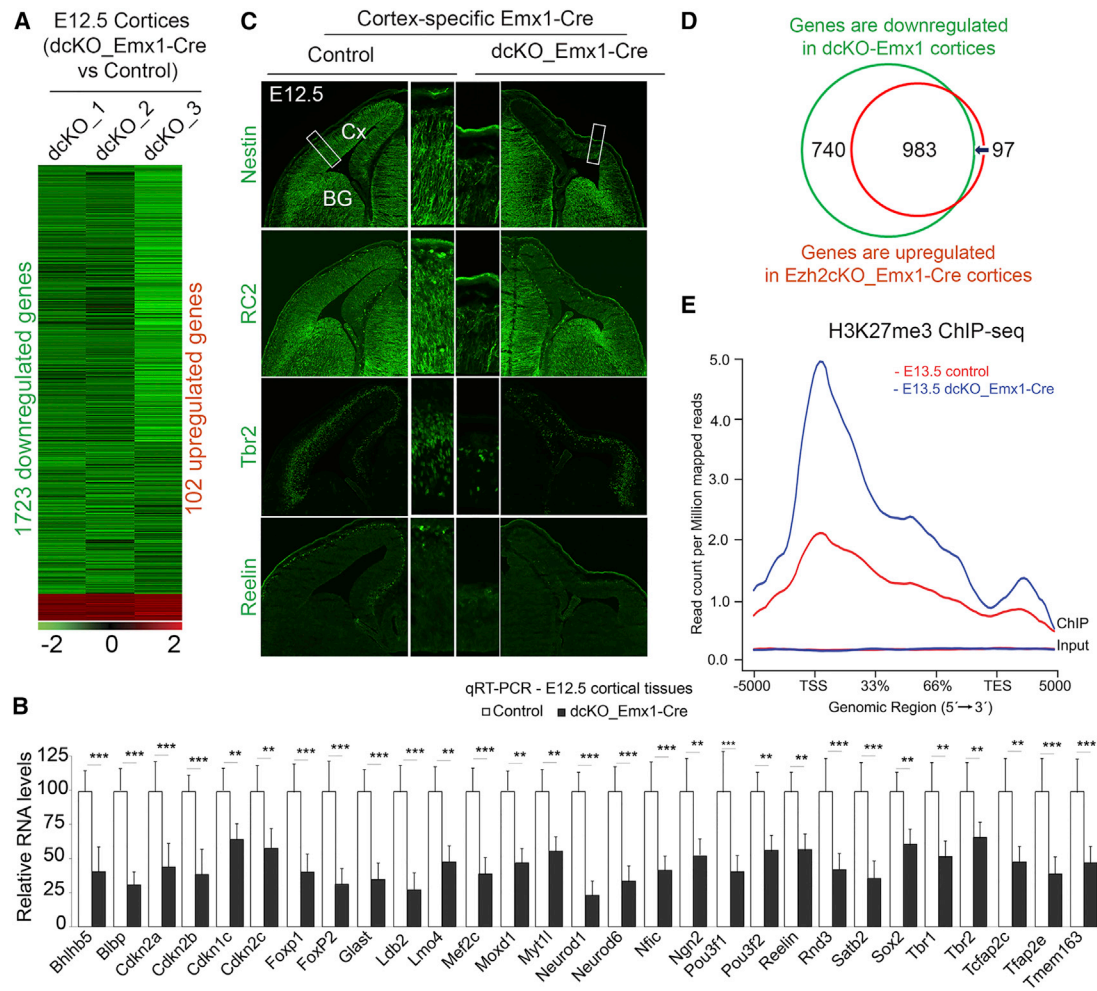 A
E12.5 Cortices
(dcKO_Emx1-Cre
vs Control)
dcKO_1
dcKO_2
dcKO_3
1723 downregulated genes
102 upregulated genes
-2 0 2
C
Cortex-specific Emx1-Cre
Control
dcKO_Emx1-Cre
E12.5
Cx
BG
Nestin
RC2
Tbr2
Reelin
D
Genes are downregulated
in dcKO-Emx1 cortices
740 983 97
Genes are upregulated
in Ezh2cKO_Emx1-Cre cortices
E
H3K27me3 ChIP-seq
- E13.5 control
- E13.5 dcKO_Emx1-Cre
Read count per Million mapped reads
5.0
4.0
3.0
2.0
1.0
0.0
ChIP
Input
-5000 TSS 33% 66% TES 5000
Genomic Region (5´→3´)
B
qRT-PCR - E12.5 cortical tissues
Control dcKO_Emx1-Cre
Relative RNA levels
125
100
75
50
25
0
*** *** *** *** ** ** *** *** *** *** ** *** ** ** *** *** *** ** *** ** ** *** *** ** ** ** ** *** ***
Bhlhb5
Blbp
Cdkn2a
Cdkn2b
Cdkn1c
Cdkn2c
Foxp1
FoxP2
Glast
Ldb2
Lmo4
Mef2c
Moxd1
Myt1l
Neurod1
Neurod6
Nfic
Ngn2
Pou3f1
Pou3f2
Reelin
Rnd3
Satb2
Sox2
Tbr1
Tbr2
Tcfap2c
Tfap2e
Tmem163